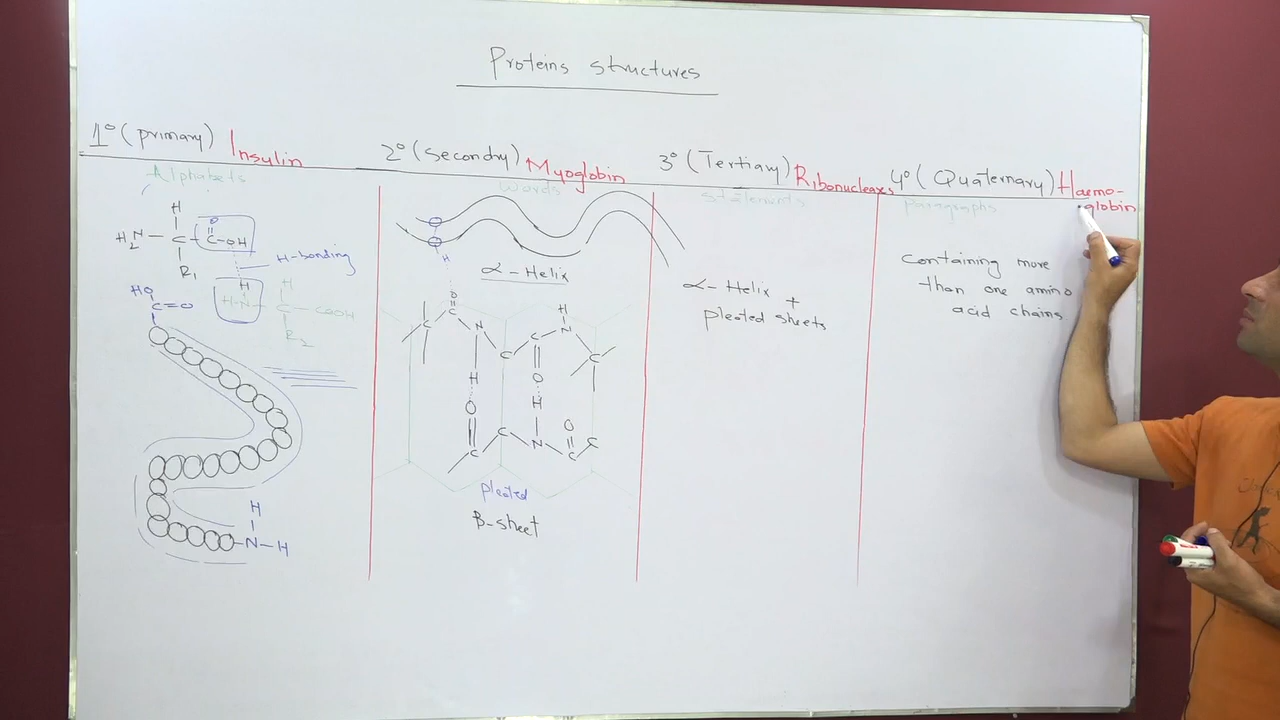 Proteins structures
1° (primary) Insulin
Alphabets
H
H₂N - C - C - OH
O
R₁
H-bonding
H
H-N - C - COOH
H
R₂
HO
C=O
H
N-H
2° (Secondry) Myoglobin
words
H
α-Helix
O
C
C
N
H
O
C
C
C
O
H
N
H
N
C
C
C
O
C
pleated
B-sheet
3° (Tertiary) Ribonucleaxs
statements
α-Helix +
pleated sheets
4° (Quaternary) Haemo-
globin
paragraphs
containing more
than one amino
acid chains